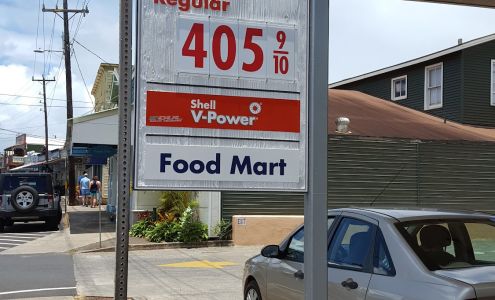 Regular
405 9/10
Shell
V-Power
Food Mart